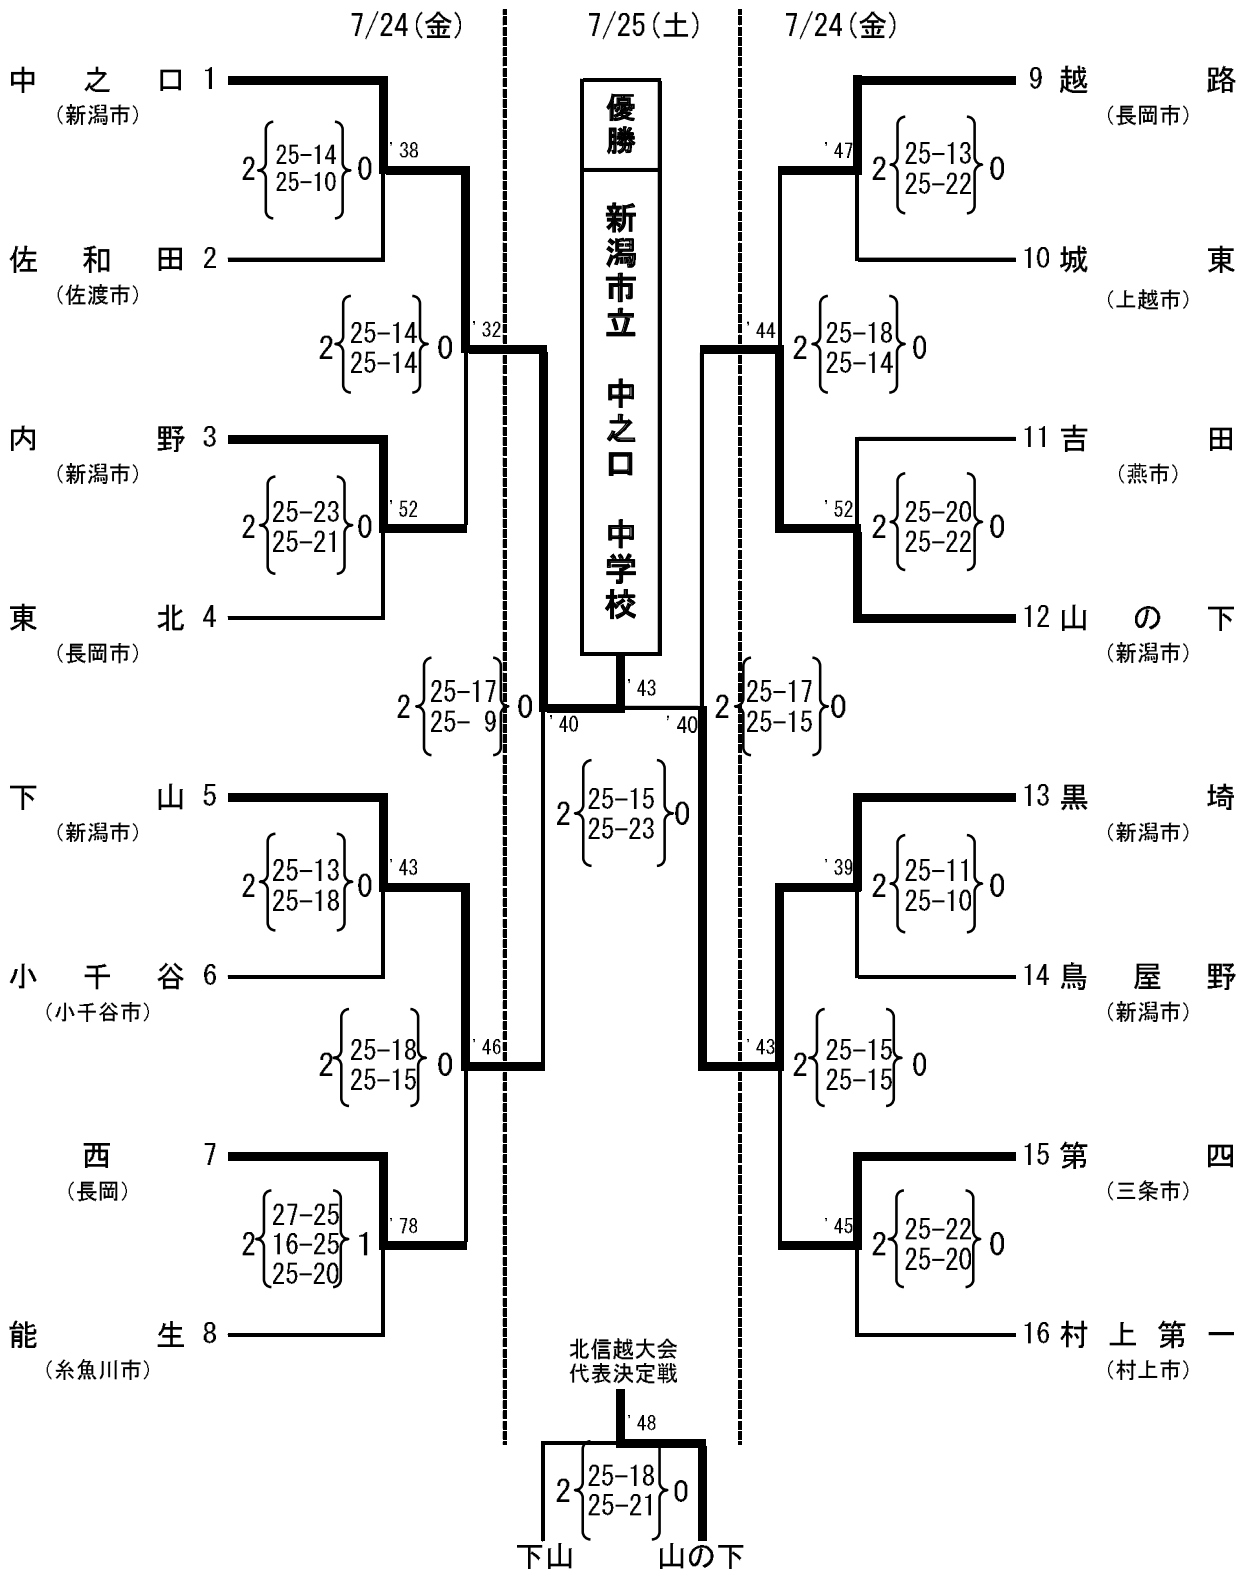 7/24(金)
7/25(土)
7/24(金)
中之口 1
(新潟市)
'38
2 25-14 0
25-10
佐和田 2
(佐渡市)
'32
2 25-14 0
25-14
内野 3
(新潟市)
'52
2 25-23 0
25-21
東北 4
(長岡市)
2 25-17 0
25- 9
'40
下山 5
(新潟市)
'43
2 25-13 0
25-18
小千谷 6
(小千谷市)
'46
2 25-18 0
25-15
西 7
(長岡)
'78
2 27-25 1
16-25
25-20
能生 8
(糸魚川市)
優勝
新潟市立 中之口 中学校
'43
2 25-15 0
25-23
9 越路
(長岡市)
'47
2 25-13 0
25-22
10 城東
(上越市)
'44
2 25-18 0
25-14
11 吉田
(燕市)
'52
2 25-20 0
25-22
12 山の下
(新潟市)
'40
2 25-17 0
25-15
13 黒埼
(新潟市)
'39
2 25-11 0
25-10
14 鳥屋野
(新潟市)
'43
2 25-15 0
25-15
15 第四
(三条市)
'45
2 25-22 0
25-20
16 村上第一
(村上市)
北信越大会
代表決定戦
'48
2 25-18 0
25-21
下山
山の下